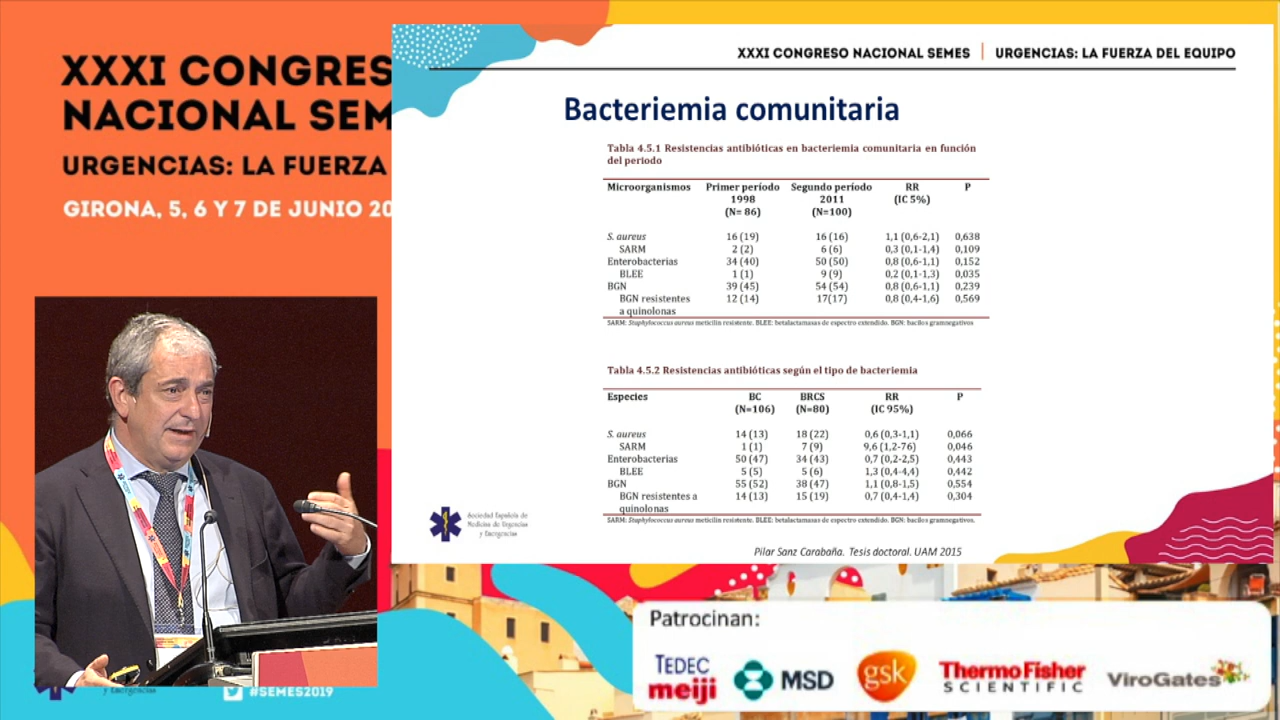 XXXI CONGRES
NACIONAL SEM
URGENCIAS: LA FUERZA
GIRONA, 5, 6 Y 7 DE JUNIO 20
XXXI CONGRESO NACIONAL SEMES | URGENCIAS: LA FUERZA DEL EQUIPO
Bacteriemia comunitaria
Tabla 4.5.1 Resistencias antibióticas en bacteriemia comunitaria en función
del periodo
Microorganismos Primer período Segundo período RR P
1998 2011 (IC 5%)
(N= 86) (N=100)
S. aureus 16 (19) 16 (16) 1,1 (0,6-2,1) 0,638
SARM 2 (2) 6 (6) 0,3 (0,1-1,4) 0,109
Enterobacterias 34 (40) 50 (50) 0,8 (0,6-1,1) 0,152
BLEE 1 (1) 9 (9) 0,2 (0,1-1,3) 0,035
BGN 39 (45) 54 (54) 0,8 (0,6-1,1) 0,239
BGN resistentes 12 (14) 17(17) 0,8 (0,4-1,6) 0,569
a quinolonas
SARM: Staphylococcus aureus meticilin resistente. BLEE: betalactamasas de espectro extendido. BGN: bacilos gramnegativos
Tabla 4.5.2 Resistencias antibióticas según el tipo de bacteriemia
Especies BC BRCS RR P
(N=106) (N=80) (IC 95%)
S. aureus 14 (13) 18 (22) 0,6 (0,3-1,1) 0,066
SARM 1 (1) 7 (9) 9,6 (1,2-76) 0,046
Enterobacterias 50 (47) 34 (43) 0,7 (0,2-2,5) 0,443
BLEE 5 (5) 5 (6) 1,3 (0,4-4,4) 0,442
BGN 55 (52) 38 (47) 1,1 (0,8-1,5) 0,554
BGN resistentes a 14 (13) 15 (19) 0,7 (0,4-1,4) 0,304
quinolonas
SARM: Staphylococcus aureus meticilin resistente. BLEE: betalactamasas de espectro extendido. BGN: bacilos gramnegativos.
Sociedad Española de
Medicina de Urgencias
y Emergencias
Pilar Sanz Carabaña. Tesis doctoral. UAM 2015
Patrocinan:
TEDEC
meiji
MSD
gsk
ThermoFisher
SCIENTIFIC
ViroGates
y Emergencias
#SEMES2019